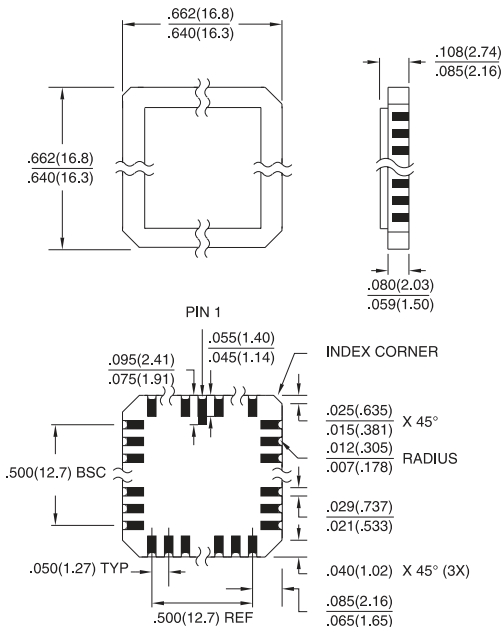 .662(16.8)
.640(16.3)
.108(2.74)
.085(2.16)
.662(16.8)
.640(16.3)
.080(2.03)
.059(1.50)
PIN 1
.055(1.40)
.045(1.14)
INDEX CORNER
.095(2.41)
.075(1.91)
.025(.635)
.015(.381)
X 45°
.012(.305)
.007(.178)
RADIUS
.500(12.7) BSC
.029(.737)
.021(.533)
.050(1.27) TYP
.040(1.02) X 45° (3X)
.500(12.7) REF
.085(2.16)
.065(1.65)